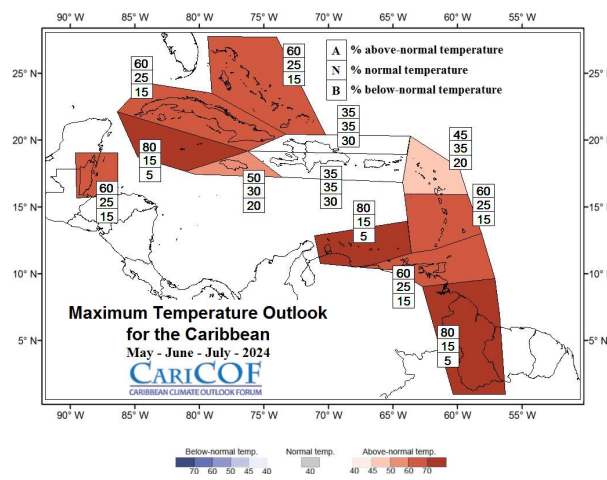 90° W 85° W 80° W 75° W 70° W 65° W 60° W 55° W
25° N
20° N
15° N
10° N
5° N
25° N
20° N
15° N
10° N
5° N
A % above-normal temperature
N % normal temperature
B % below-normal temperature
60
25
15
60
25
15
35
35
30
45
35
20
80
15
5
50
30
20
35
35
30
60
25
15
60
25
15
80
15
5
60
25
15
80
15
5
Maximum Temperature Outlook
for the Caribbean
May - June - July - 2024
CARICOF
CARIBBEAN CLIMATE OUTLOOK FORUM
90° W 85° W 80° W 75° W 70° W 65° W 60° W 55° W
Below-normal temp. Normal temp. Above-normal temp.
70 60 50 45 40 40 40 45 50 60 70